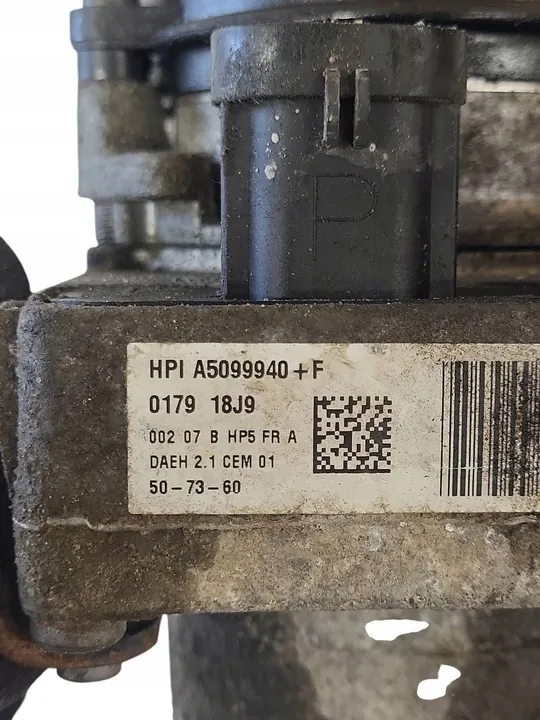 P
HPI A5099940+F
0179 18J9
002 07 B HP5 FR A
DAEH 2.1 CEM 01
50-73-60